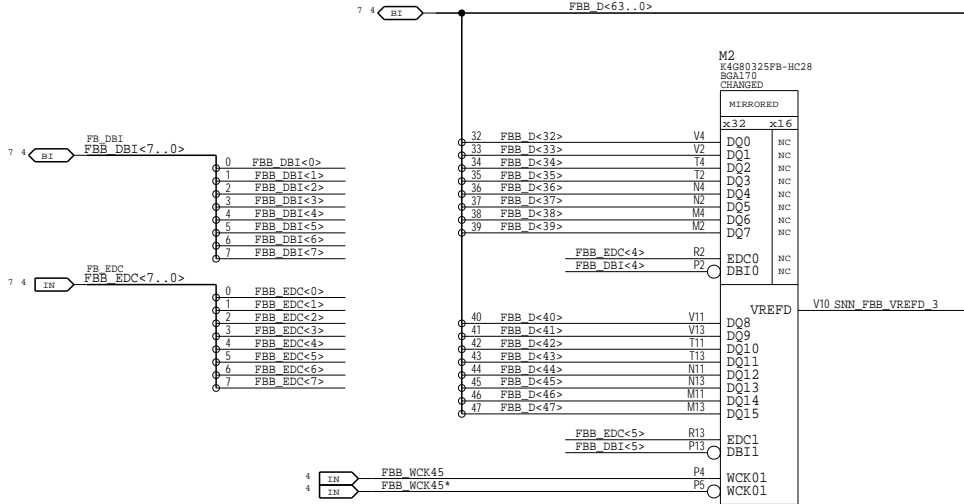 7 4 BI FBB_D<63..0>
M2
K4G80325FB-HC28
BGA170
CHANGED
MIRRORED
x32 x16
7 4 BI FB_DBI
FBB_DBI<7..0>
0 FBB_DBI<0>
1 FBB_DBI<1>
2 FBB_DBI<2>
3 FBB_DBI<3>
4 FBB_DBI<4>
5 FBB_DBI<5>
6 FBB_DBI<6>
7 FBB_DBI<7>
7 4 IN FB_EDC
FBB_EDC<7..0>
0 FBB_EDC<0>
1 FBB_EDC<1>
2 FBB_EDC<2>
3 FBB_EDC<3>
4 FBB_EDC<4>
5 FBB_EDC<5>
6 FBB_EDC<6>
7 FBB_EDC<7>
32 FBB_D<32> V4 DQ0 NC
33 FBB_D<33> V2 DQ1 NC
34 FBB_D<34> T4 DQ2 NC
35 FBB_D<35> T2 DQ3 NC
36 FBB_D<36> N4 DQ4 NC
37 FBB_D<37> N2 DQ5 NC
38 FBB_D<38> M4 DQ6 NC
39 FBB_D<39> M2 DQ7 NC
FBB_EDC<4> R2 EDC0 NC
FBB_DBI<4> P2 DBI0 NC
VREFD V10 SNN_FBB_VREFD_3
40 FBB_D<40> V11 DQ8
41 FBB_D<41> V13 DQ9
42 FBB_D<42> T11 DQ10
43 FBB_D<43> T13 DQ11
44 FBB_D<44> N11 DQ12
45 FBB_D<45> N13 DQ13
46 FBB_D<46> M11 DQ14
47 FBB_D<47> M13 DQ15
FBB_EDC<5> R13 EDC1
FBB_DBI<5> P13 DBI1
4 IN FBB_WCK45 P4 WCK01
4 IN FBB_WCK45* P5 WCK01